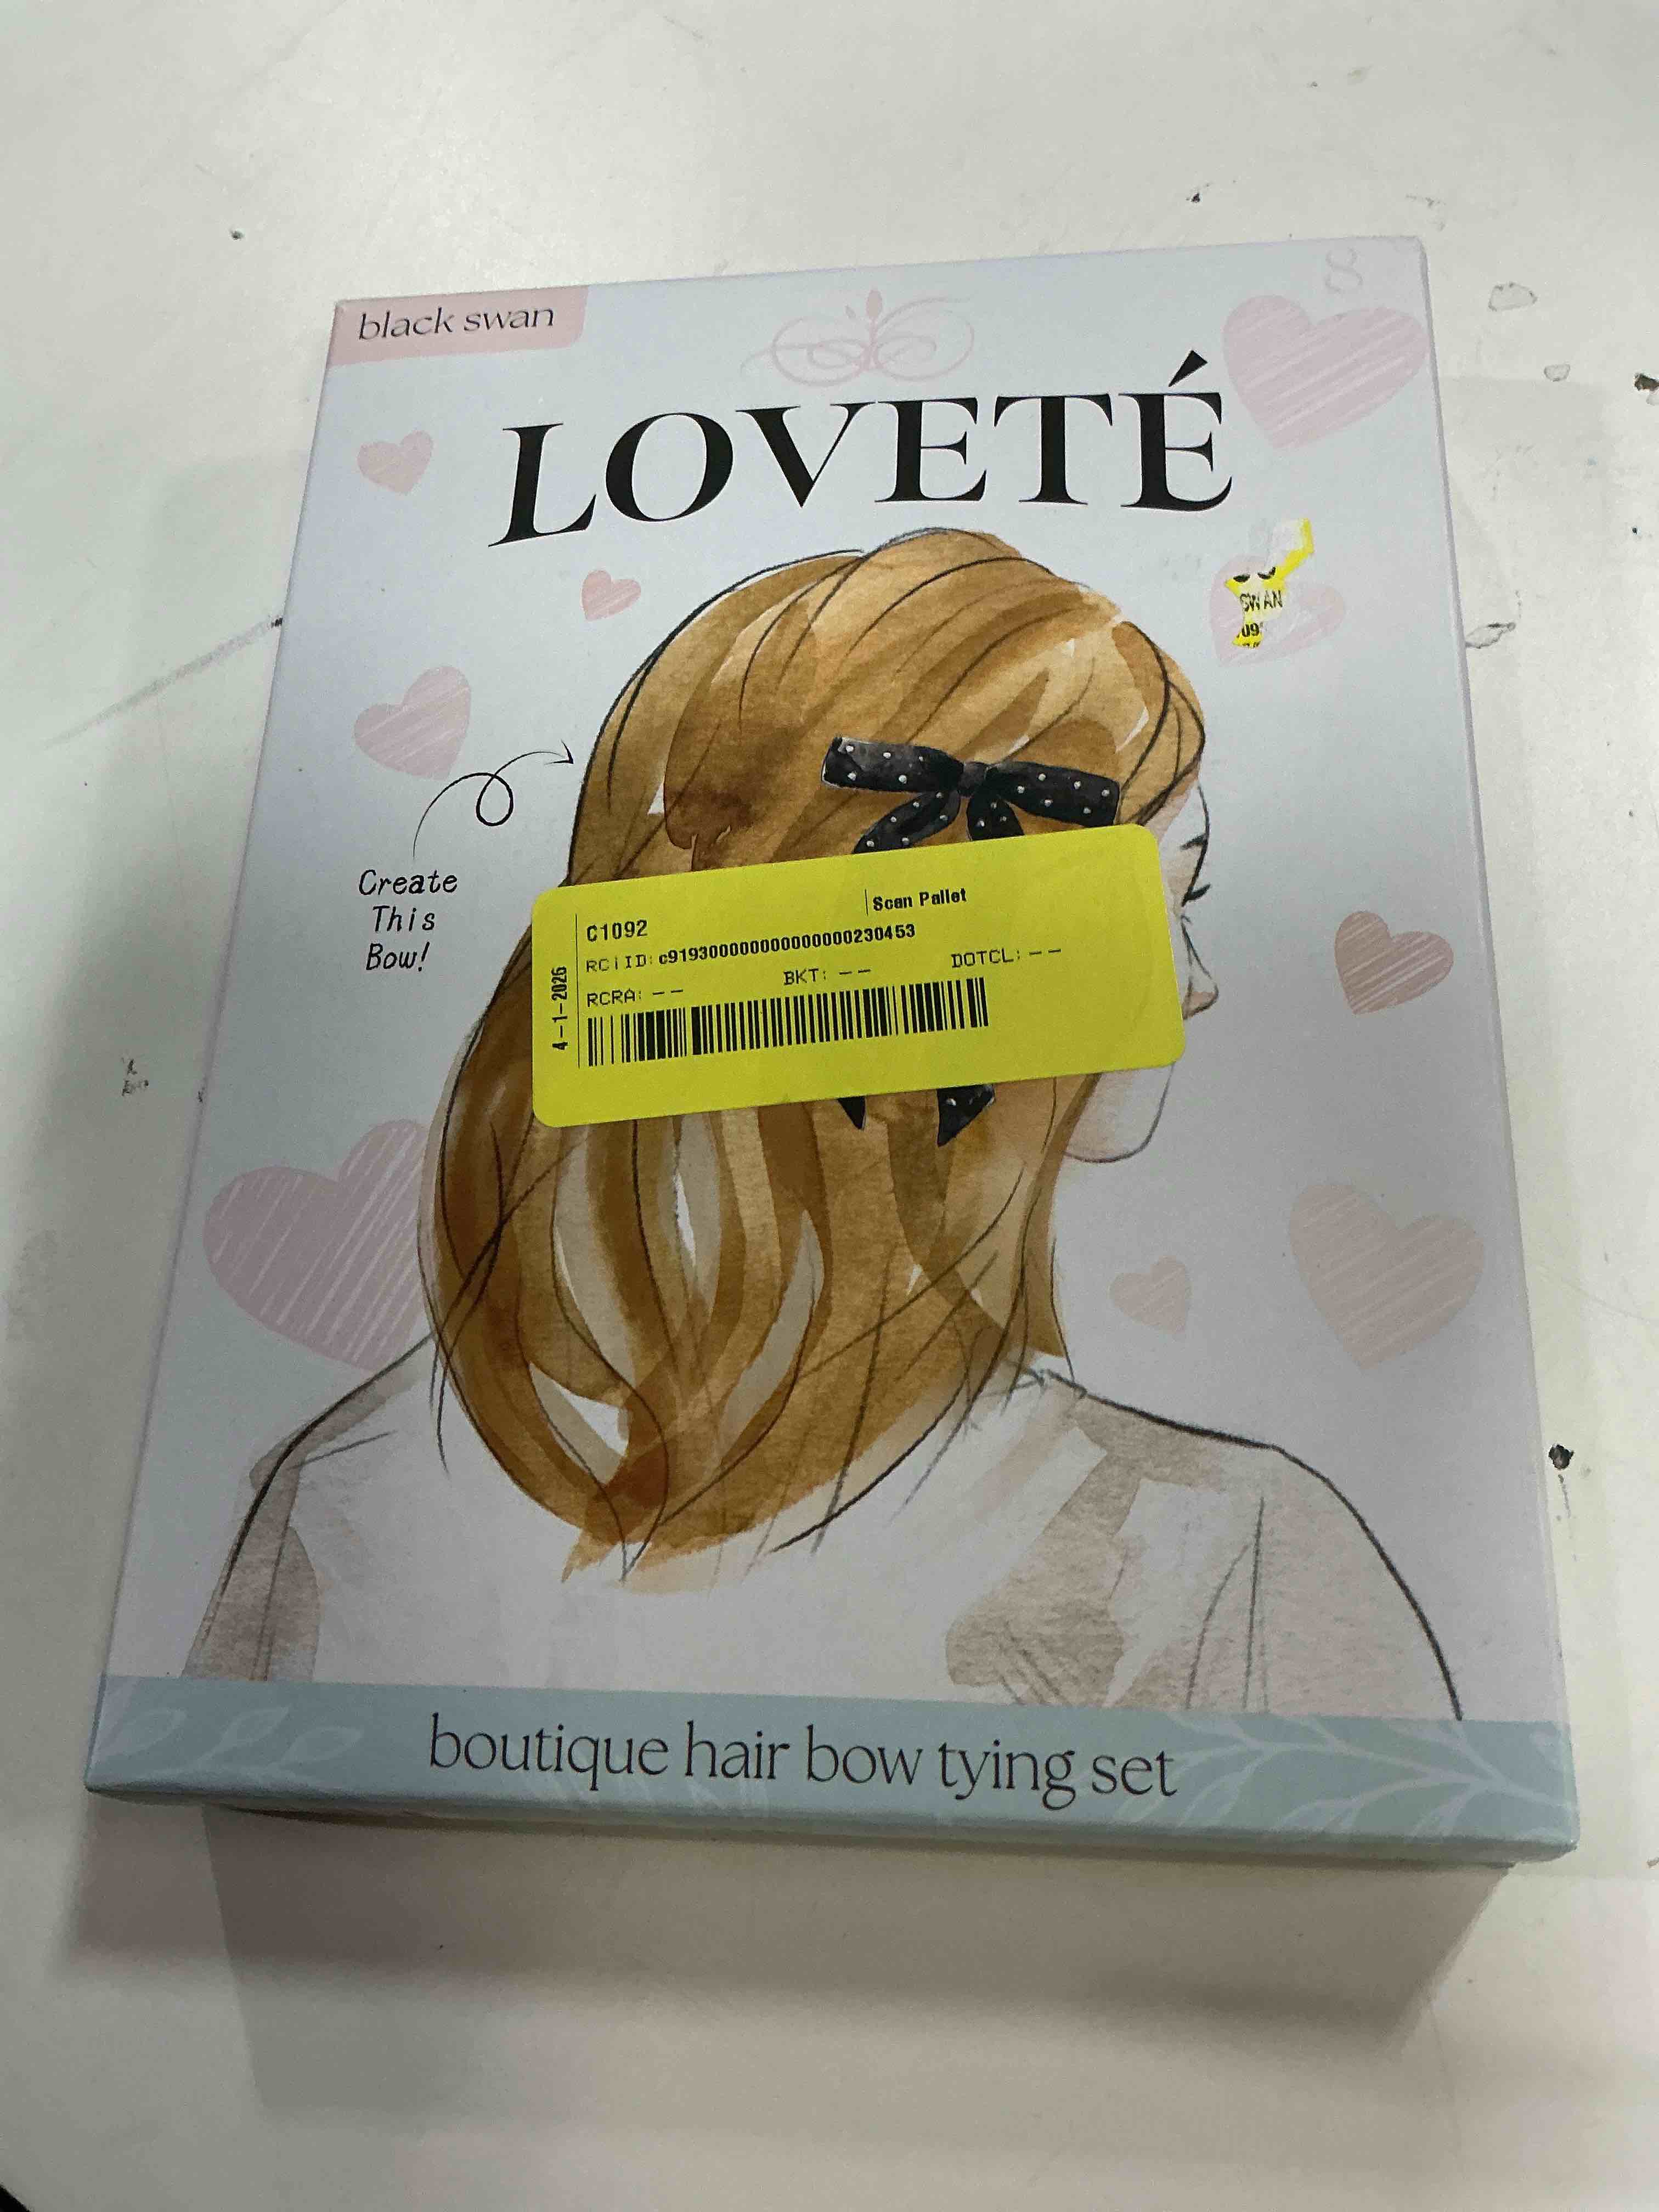 black swan
LOVETÉ
SWAN
Create
This
Bow!
Scan Pallet
C1092
RC|ID: c9193000000000000000230453
RCRA: -- BKT: -- DOTCL: --
4-1-2026
boutique hair bow tying set